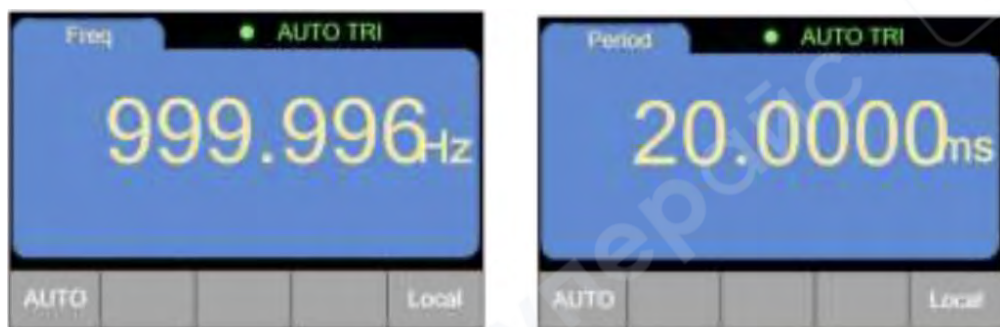 Freq AUTO TRI
999.996Hz
AUTO Local
Period AUTO TRI
20.0000ms
AUTO Local